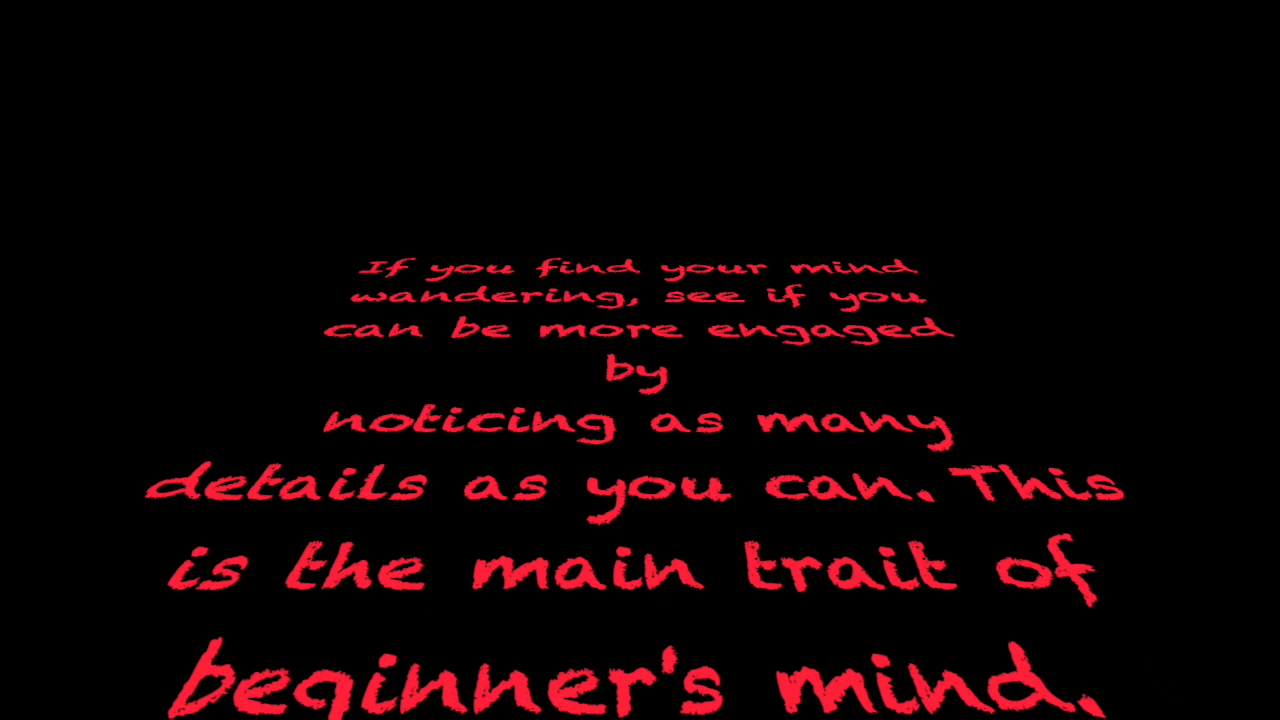 If you find your mind
wandering, see if you
can be more engaged
by
noticing as many
details as you can. This
is the main trait of
beginner's mind.